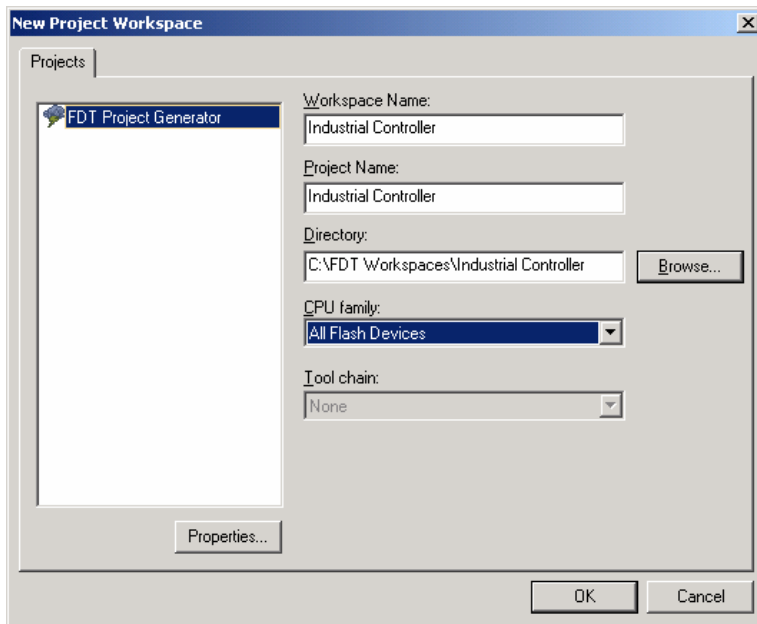 New Project Workspace
Projects
FDT Project Generator
Workspace Name:
Industrial Controller
Project Name:
Industrial Controller
Directory:
C:\FDT Workspaces\Industrial Controller
Browse...
CPU family:
All Flash Devices
Tool chain:
None
Properties...
OK
Cancel